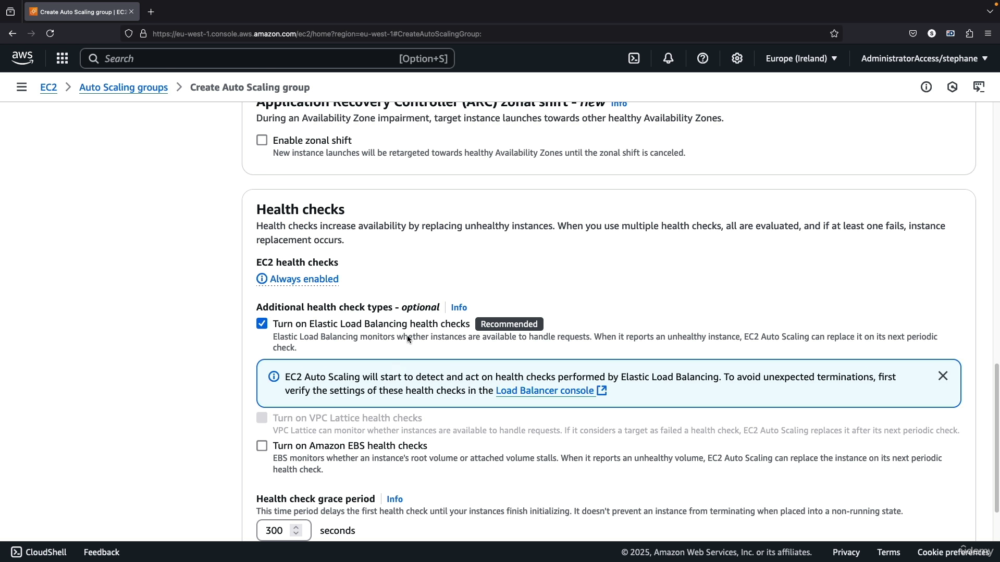 Create Auto Scaling group | EC2
https://eu-west-1.console.aws.amazon.com/ec2/home?region=eu-west-1#CreateAutoScalingGroup:
aws
Search
[Option+S]
Europe (Ireland)
AdministratorAccess/stephane
EC2 > Auto Scaling groups > Create Auto Scaling group
Application Recovery Controller (ARC) zonal shift - new Info
During an Availability Zone impairment, target instance launches towards other healthy Availability Zones.
Enable zonal shift
New instance launches will be retargeted towards healthy Availability Zones until the zonal shift is canceled.
Health checks
Health checks increase availability by replacing unhealthy instances. When you use multiple health checks, all are evaluated, and if at least one fails, instance
replacement occurs.
EC2 health checks
Always enabled
Additional health check types - optional Info
Turn on Elastic Load Balancing health checks Recommended
Elastic Load Balancing monitors whether instances are available to handle requests. When it reports an unhealthy instance, EC2 Auto Scaling can replace it on its next periodic
check.
EC2 Auto Scaling will start to detect and act on health checks performed by Elastic Load Balancing. To avoid unexpected terminations, first
verify the settings of these health checks in the Load Balancer console
Turn on VPC Lattice health checks
VPC Lattice can monitor whether instances are available to handle requests. If it considers a target as failed a health check, EC2 Auto Scaling replaces it after its next periodic check.
Turn on Amazon EBS health checks
EBS monitors whether an instance's root volume or attached volume stalls. When it reports an unhealthy volume, EC2 Auto Scaling can replace the instance on its next periodic
health check.
Health check grace period Info
This time period delays the first health check until your instances finish initializing. It doesn't prevent an instance from terminating when placed into a non-running state.
300 seconds
CloudShell Feedback © 2025, Amazon Web Services, Inc. or its affiliates. Privacy Terms Cookie preferences
udemy